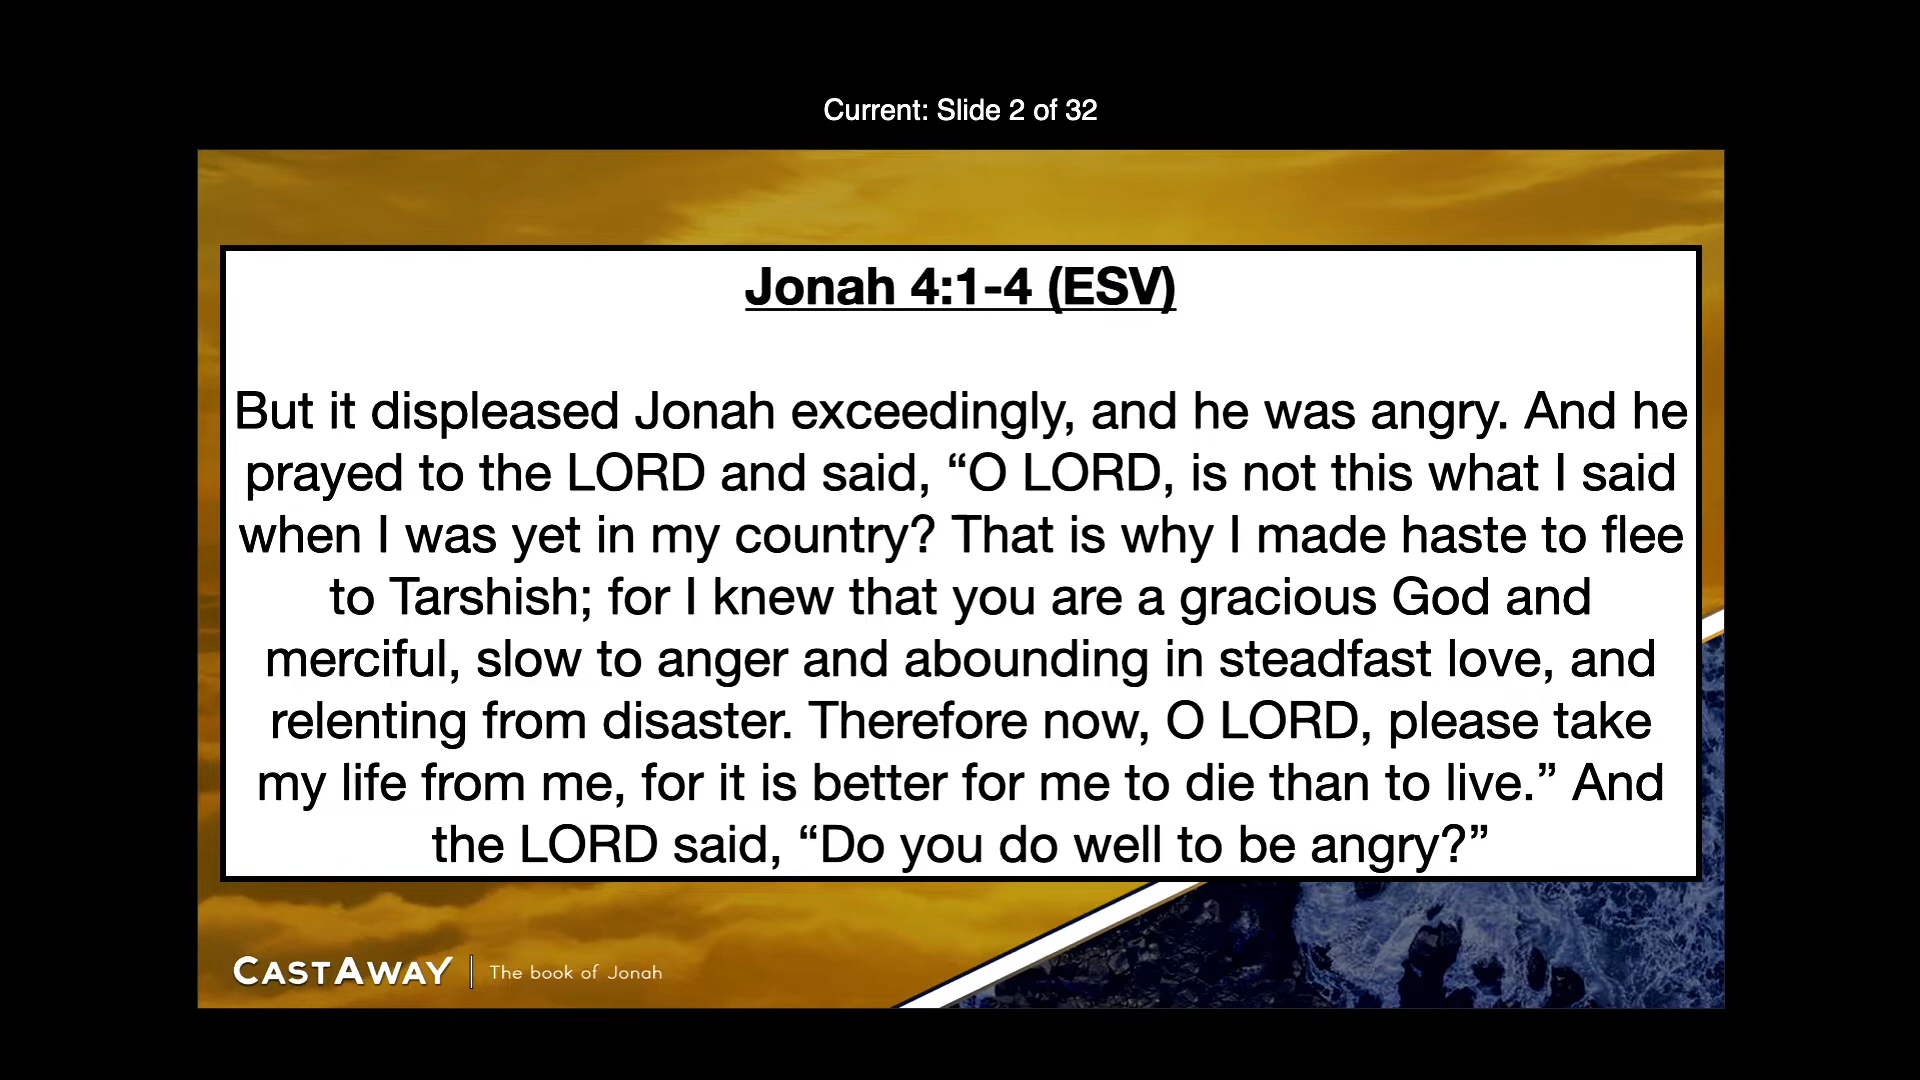 Current: Slide 2 of 32
Jonah 4:1-4 (ESV)
But it displeased Jonah exceedingly, and he was angry. And he
prayed to the LORD and said, “O LORD, is not this what I said
when I was yet in my country? That is why I made haste to flee
to Tarshish; for I knew that you are a gracious God and
merciful, slow to anger and abounding in steadfast love, and
relenting from disaster. Therefore now, O LORD, please take
my life from me, for it is better for me to die than to live.” And
the LORD said, “Do you do well to be angry?”
CASTAWAY | The book of Jonah